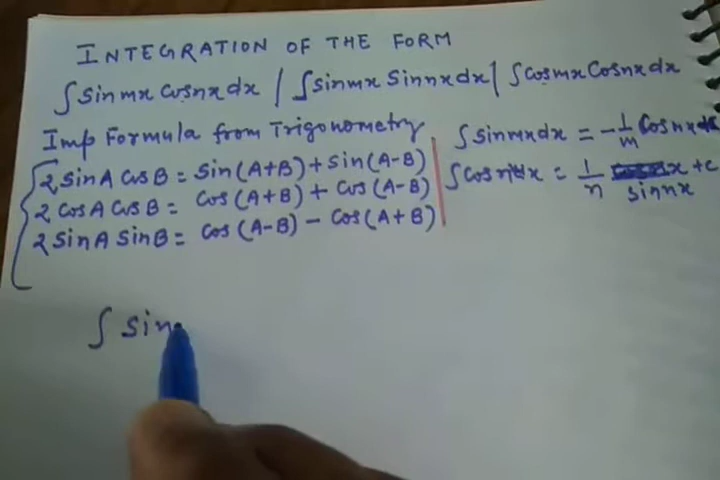 INTEGRATION OF THE FORM
∫ sin mx cos nx dx | ∫ sin mx sin nx dx | ∫ cos mx cos nx dx
Imp Formula from Trigonometry
2 sin A cos B = sin(A+B) + sin(A-B)
2 cos A cos B = cos(A+B) + cos(A-B)
2 sin A sin B = cos(A-B) - cos(A+B)
∫ sin mx dx = -1/m cos
∫ cos nx dx = 1/n sin nx + c
∫ sin